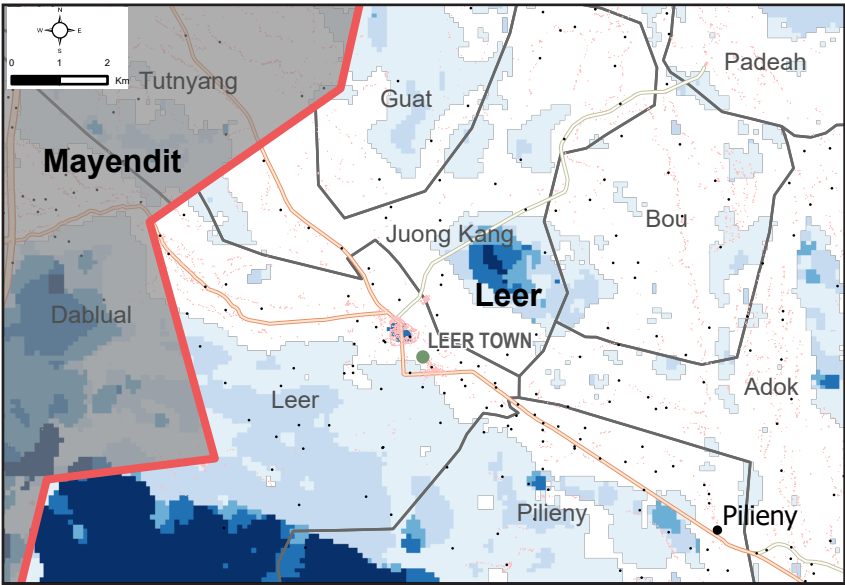 N
W E
S
0 1 2
Km
Tutnyang
Padeah
Guat
Mayendit
Bou
Juong Kang
Leer
Dablual
LEER TOWN
Adok
Leer
Pilieny
Pilieny